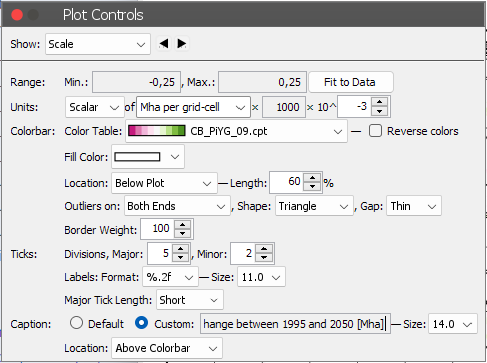 Plot Controls
Show: Scale
Range: Min.: -0,25 , Max.: 0,25 Fit to Data
Units: Scalar of Mha per grid-cell × 1000 × 10^ -3
Colorbar: Color Table: CB_PiYG_09.cpt — Reverse colors
Fill Color:
Location: Below Plot — Length: 60 %
Outliers on: Both Ends , Shape: Triangle , Gap: Thin
Border Weight: 100
Ticks: Divisions, Major: 5 , Minor: 2
Labels: Format: %.2f — Size: 11.0
Major Tick Length: Short
Caption: Default Custom: hange between 1995 and 2050 [Mha] — Size: 14.0
Location: Above Colorbar